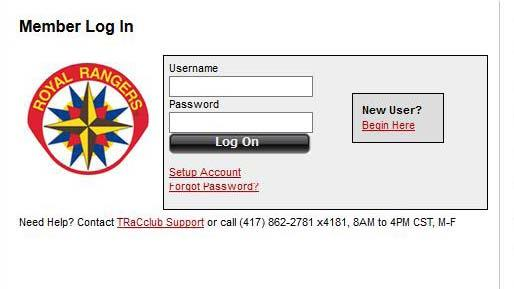 Member Log In
ROYAL RANGERS
Username
Password
Log On
Setup Account
Forgot Password?
New User?
Begin Here
Need Help? Contact TRaCclub Support or call (417) 862-2781 x4181, 8AM to 4PM CST, M-F